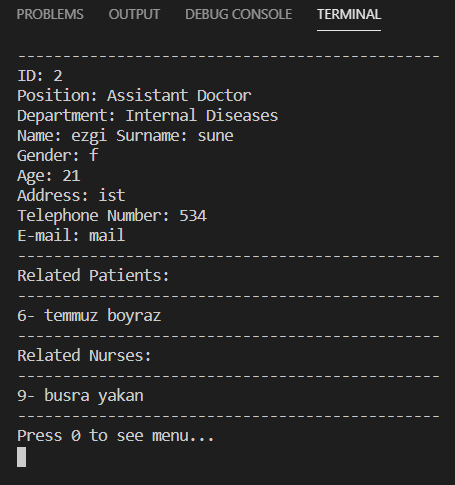 PROBLEMS OUTPUT DEBUG CONSOLE TERMINAL
-----------------------------------------------
ID: 2
Position: Assistant Doctor
Department: Internal Diseases
Name: ezgi Surname: sune
Gender: f
Age: 21
Address: ist
Telephone Number: 534
E-mail: mail
-----------------------------------------------
Related Patients:
-----------------------------------------------
6- temmuz boyraz
-----------------------------------------------
Related Nurses:
-----------------------------------------------
9- busra yakan
-----------------------------------------------
Press 0 to see menu...